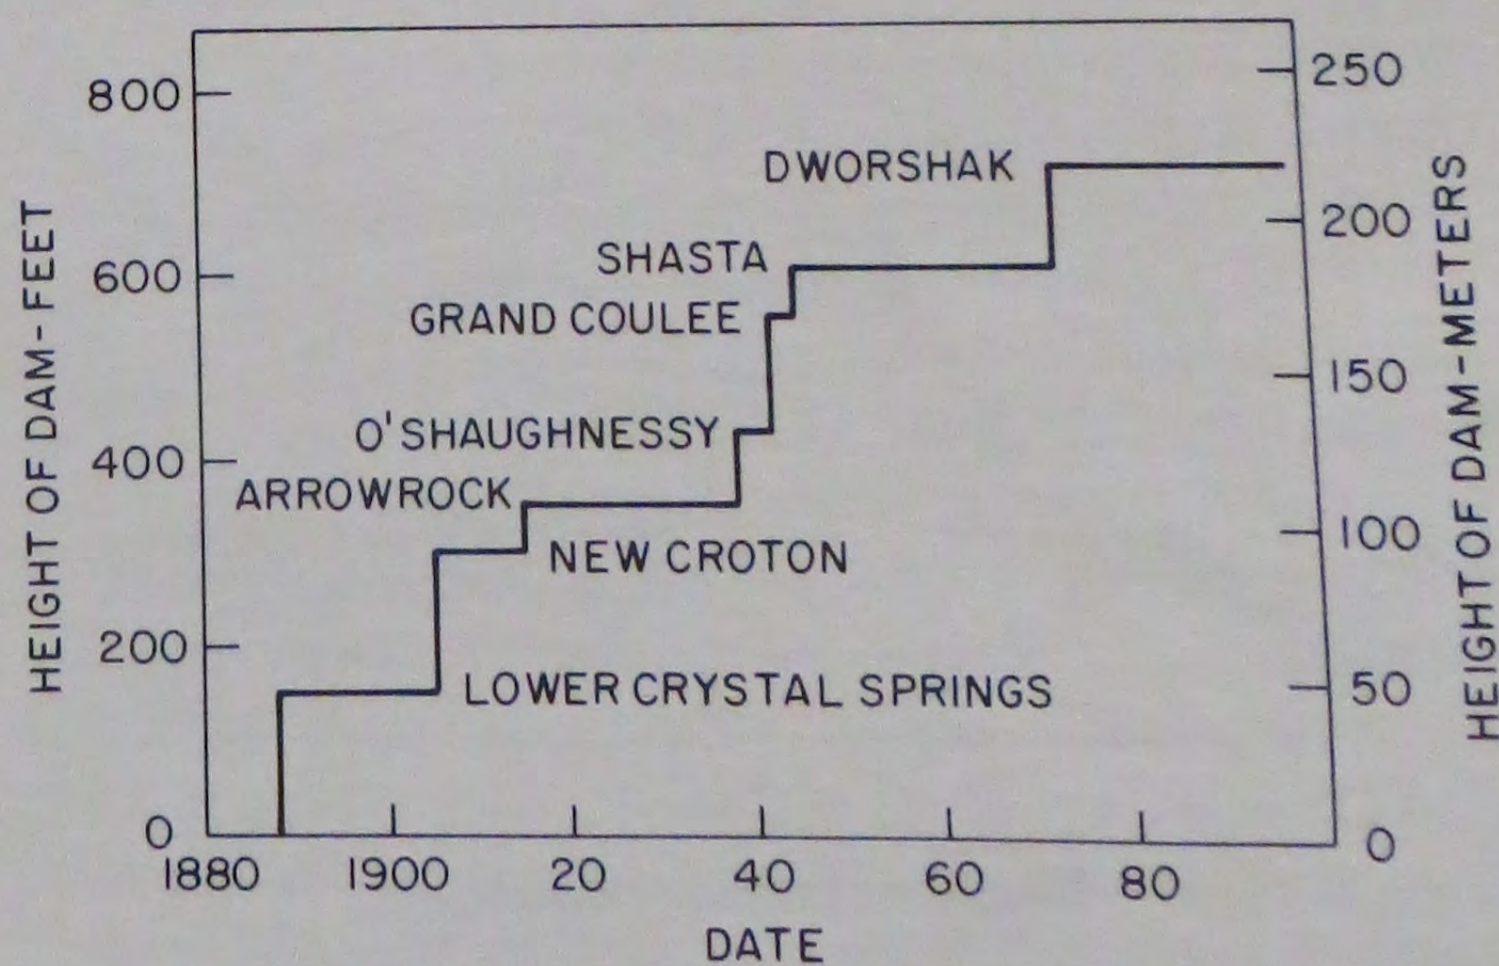 HEIGHT OF DAM-FEET
800
600
400
200
0
DWORSHAK
SHASTA
GRAND COULEE
O'SHAUGHNESSY
ARROWROCK
NEW CROTON
LOWER CRYSTAL SPRINGS
250
200
150
100
50
0
HEIGHT OF DAM-METERS
1880 1900 20 40 60 80
DATE